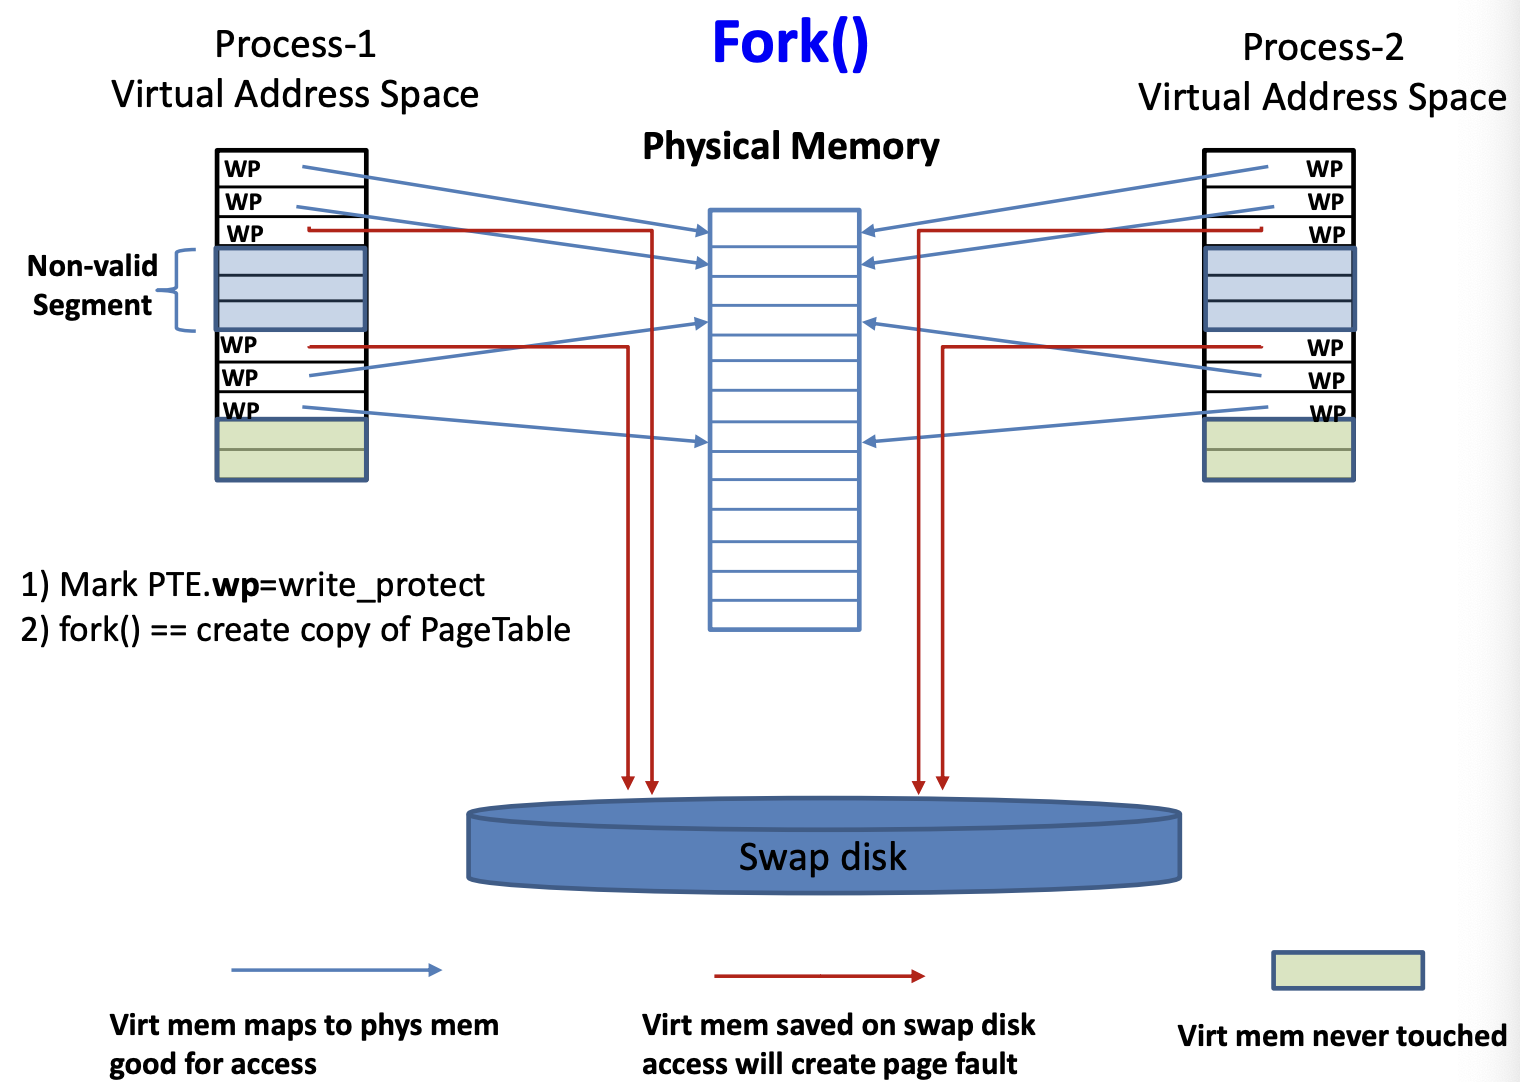 Fork()
Process-1
Virtual Address Space
Process-2
Virtual Address Space
Physical Memory
WP
WP
WP
WP
WP
WP
Non-valid
Segment
WP
WP
WP
WP
WP
WP
1) Mark PTE.wp=write_protect
2) fork() == create copy of PageTable
Swap disk
Virt mem maps to phys mem
good for access
Virt mem saved on swap disk
access will create page fault
Virt mem never touched